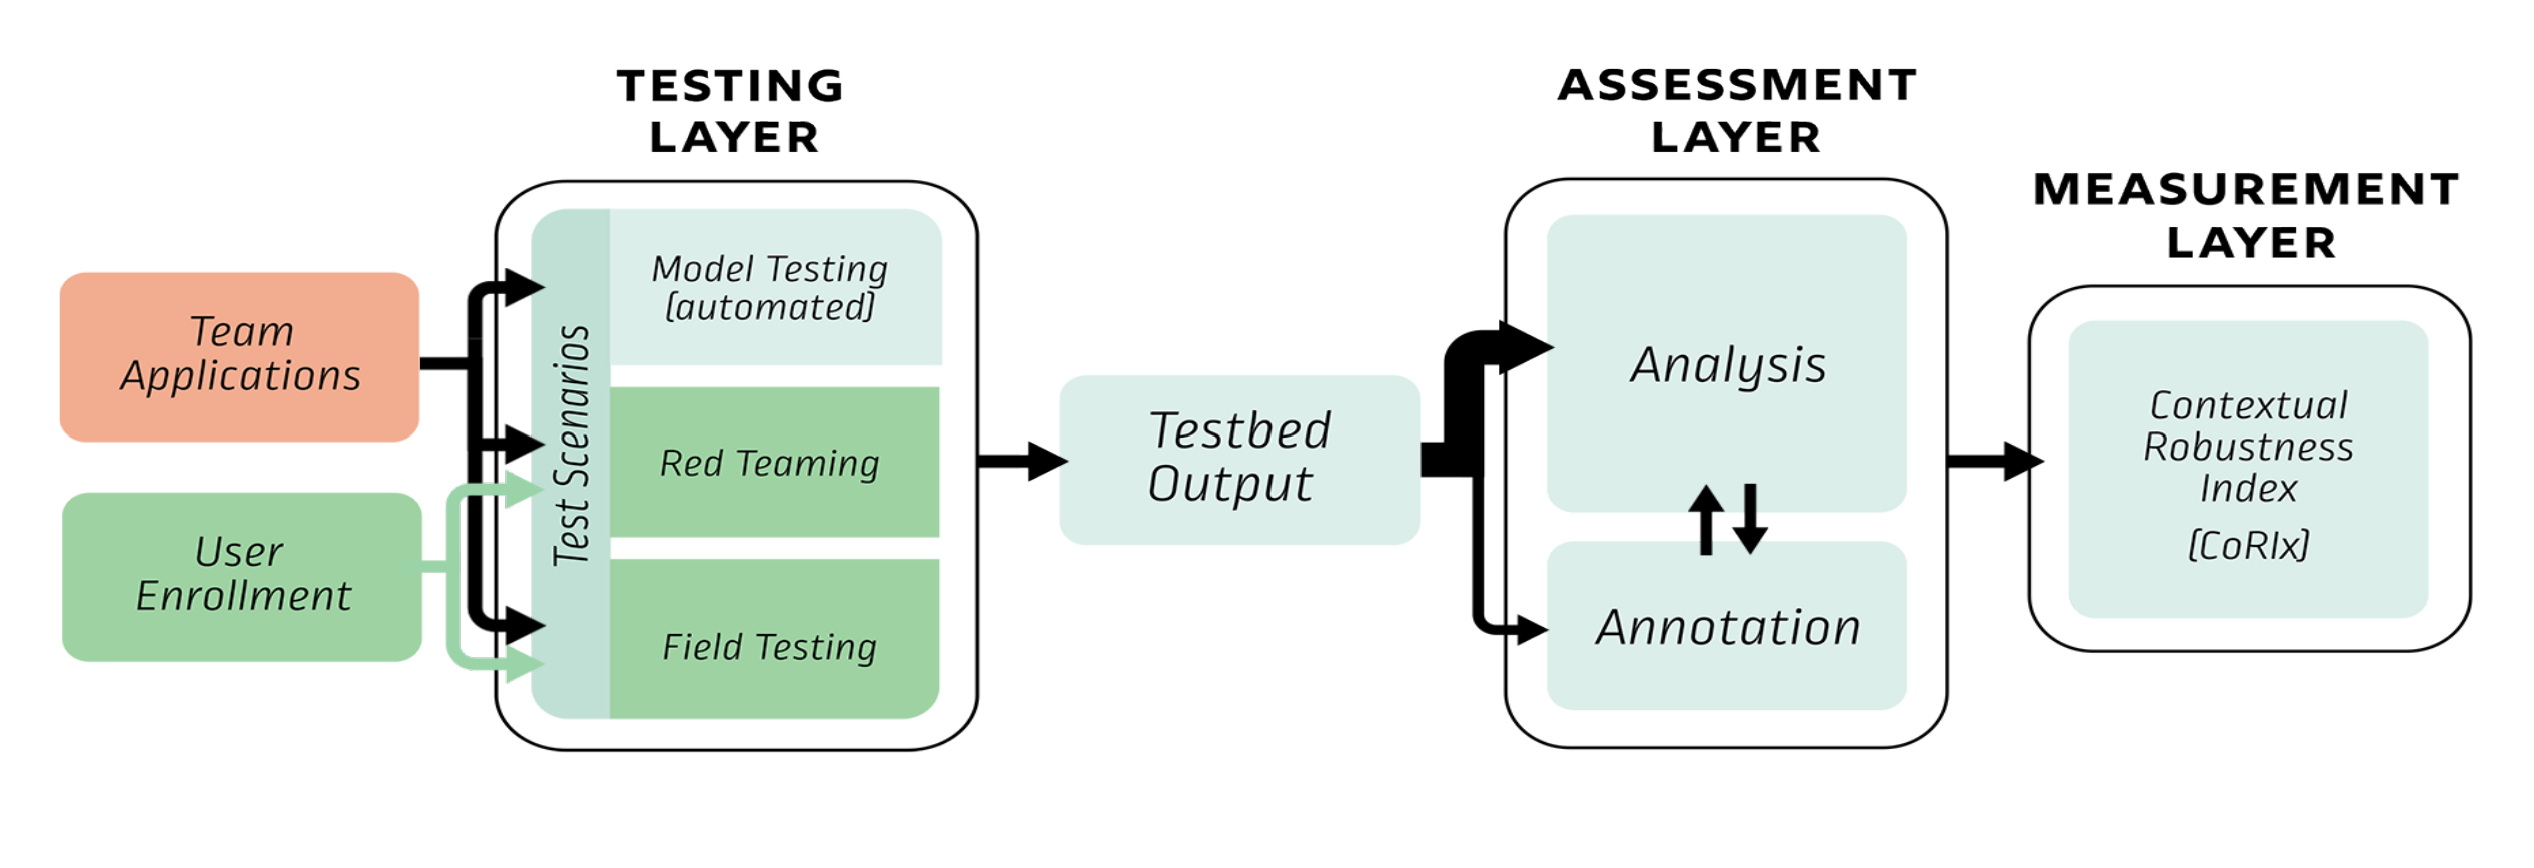 TESTING
LAYER
ASSESSMENT
LAYER
MEASUREMENT
LAYER
Team
Applications
User
Enrollment
Test Scenarios
Model Testing
(automated)
Red Teaming
Field Testing
Testbed
Output
Analysis
Annotation
Contextual
Robustness
Index
(CoRIx)